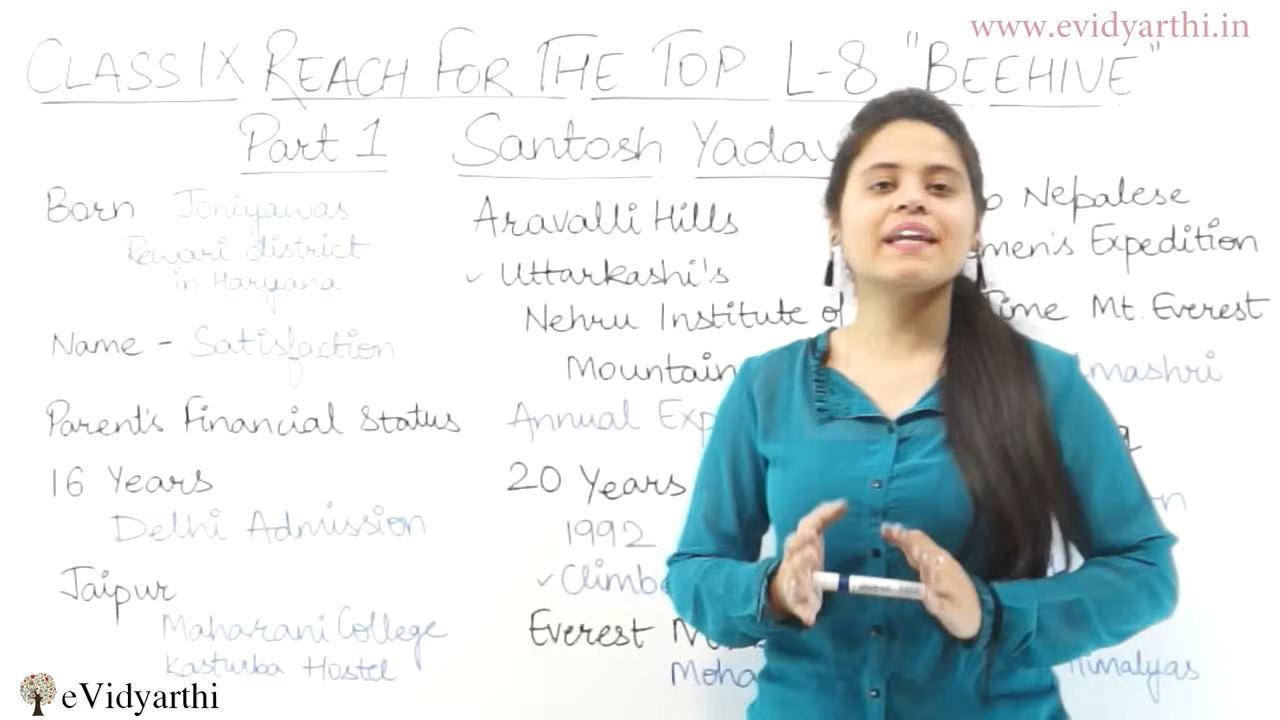 www.evidyarthi.in
CLASS IX REACH FOR THE TOP L-8 "BEEHIVE"
Part 1 Santosh Yadav
Born Joniyawas
Rewari district
in Haryana
Name - Satisfaction
Parent's Financial Status
16 Years
Delhi Admission
Jaipur
Maharani College
Kasturba Hostel
Aravalli Hills
✓ Uttarkashi's
Nehru Institute of
Mountain
Annual Exp
20 Years
1992
✓ Climb
Everest
Moha
Nepalese
men's Expedition
Time Mt. Everest
mashri
Himalyas
eVidyarthi